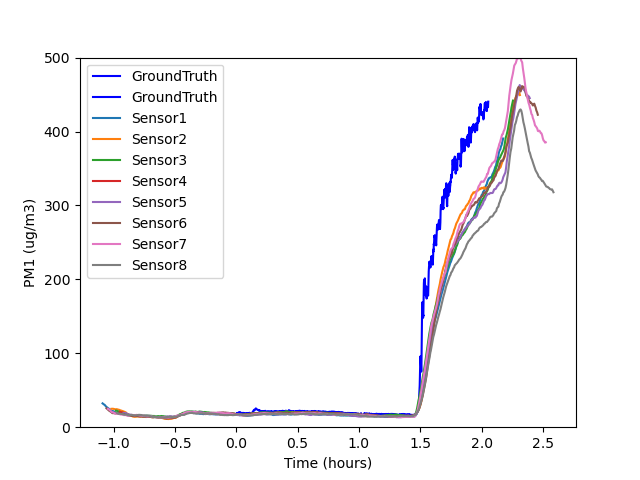 500
400
300
200
100
0
PM1 (ug/m3)
GroundTruth
GroundTruth
Sensor1
Sensor2
Sensor3
Sensor4
Sensor5
Sensor6
Sensor7
Sensor8
−1.0 −0.5 0.0 0.5 1.0 1.5 2.0 2.5
Time (hours)